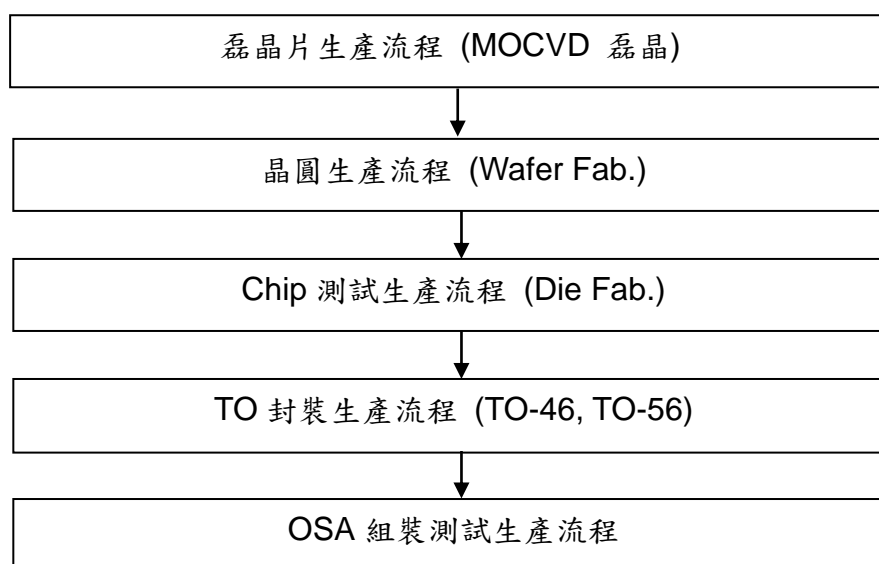 磊晶片生產流程 (MOCVD 磊晶)
晶圓生產流程 (Wafer Fab.)
Chip 測試生產流程 (Die Fab.)
TO 封裝生產流程 (TO-46, TO-56)
OSA 組裝測試生產流程